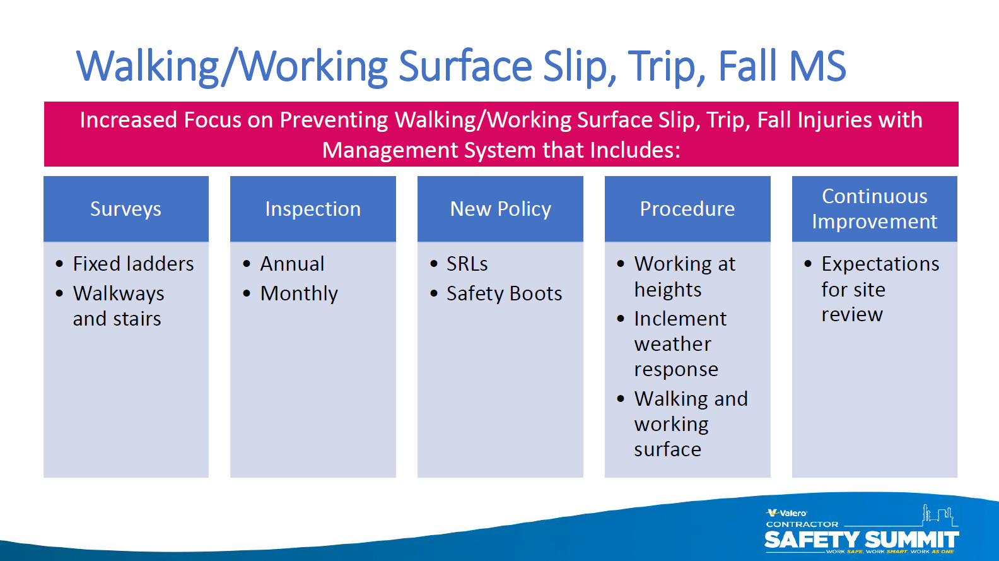 Walking/Working Surface Slip, Trip, Fall MS
Increased Focus on Preventing Walking/Working Surface Slip, Trip, Fall Injuries with
Management System that Includes:
Surveys
• Fixed ladders
• Walkways
and stairs
Inspection
• Annual
• Monthly
New Policy
• SRLs
• Safety Boots
Procedure
• Working at
heights
• Inclement
weather
response
• Walking and
working
surface
Continuous
Improvement
• Expectations
for site
review
Valero
CONTRACTOR
SAFETY SUMMIT
WORK SAFE. WORK SMART. WORK AS ONE